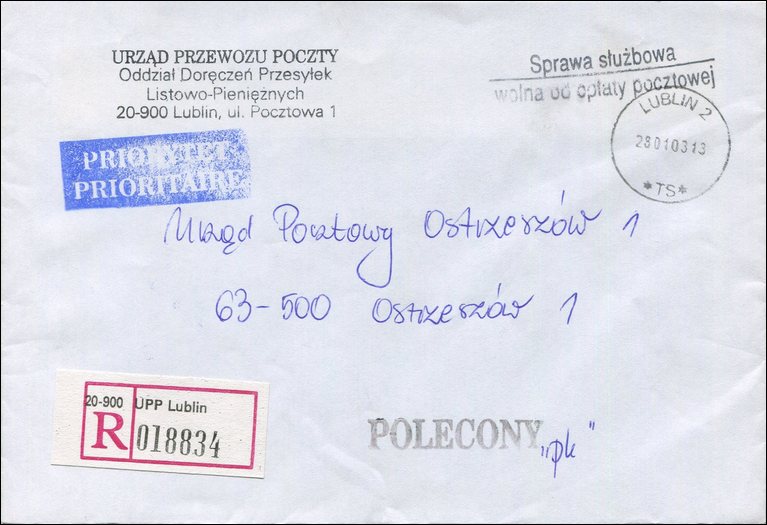 URZĄD PRZEWOZU POCZTY
Oddział Doręczeń Przesyłek
Listowo-Pieniężnych
20-900 Lublin, ul. Pocztowa 1
Sprawa służbowa
wolna od opłaty pocztowej
LUBLIN 2
28010313
*TS*
PRIORYTET
PRIORITAIRE
Urząd Pocztowy Ostrzeszów 1
63-500 Ostrzeszów 1
20-900 UPP Lublin
R 018834
POLECONY
„pk"